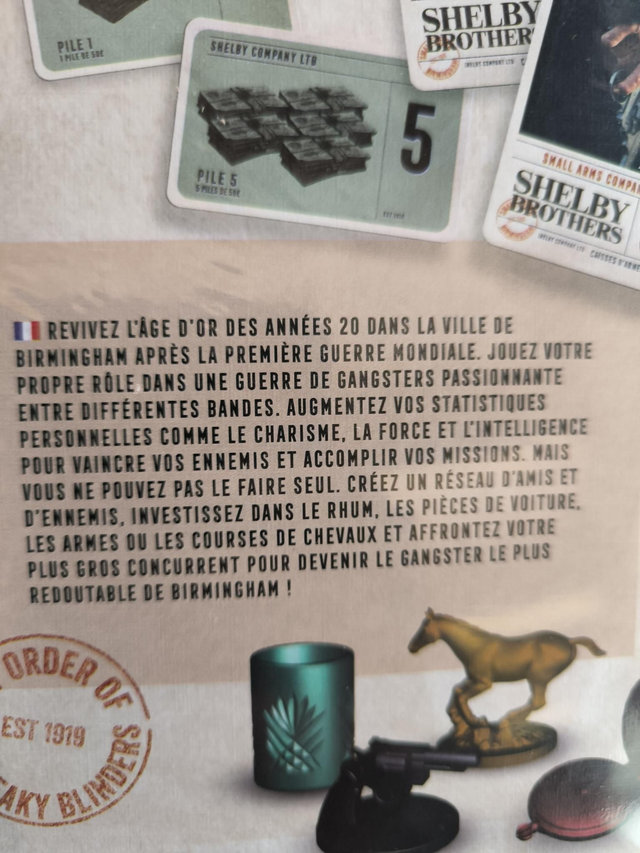 PILE 1
SHELBY COMPANY LTD
5
PILE 5
SHELBY
BROTHERS
SMALL ARMS
SHELBY
BROTHERS
REVIVEZ L'ÂGE D'OR DES ANNÉES 20 DANS LA VILLE DE
BIRMINGHAM APRÈS LA PREMIÈRE GUERRE MONDIALE. JOUEZ VOTRE
PROPRE RÔLE DANS UNE GUERRE DE GANGSTERS PASSIONNANTE
ENTRE DIFFÉRENTES BANDES. AUGMENTEZ VOS STATISTIQUES
PERSONNELLES COMME LE CHARISME, LA FORCE ET L'INTELLIGENCE
POUR VAINCRE VOS ENNEMIS ET ACCOMPLIR VOS MISSIONS. MAIS
VOUS NE POUVEZ PAS LE FAIRE SEUL. CRÉEZ UN RÉSEAU D'AMIS ET
D'ENNEMIS, INVESTISSEZ DANS LE RHUM, LES PIÈCES DE VOITURE,
LES ARMES OU LES COURSES DE CHEVAUX ET AFFRONTEZ VOTRE
PLUS GROS CONCURRENT POUR DEVENIR LE GANGSTER LE PLUS
REDOUTABLE DE BIRMINGHAM !
ORDER OF
EST 1919
AKY BLINDERS